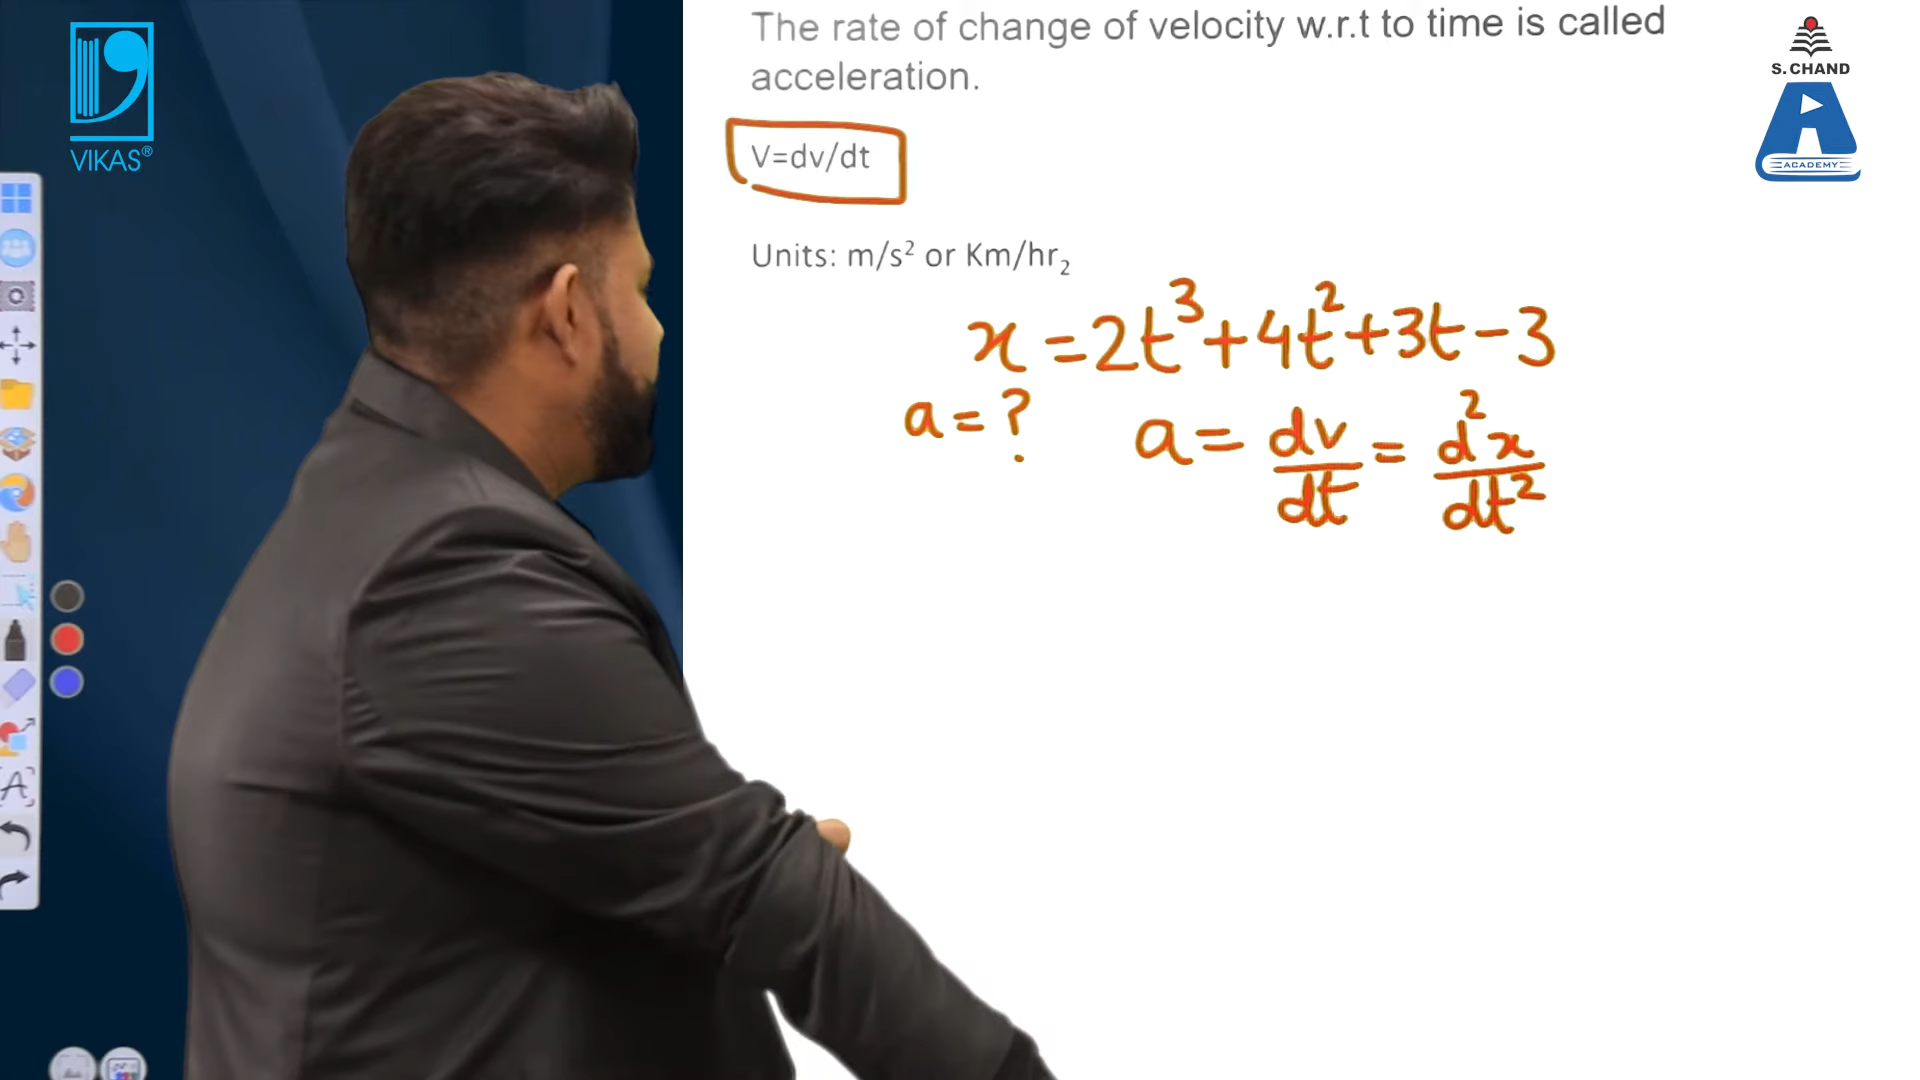 VIKAS®
The rate of change of velocity w.r.t to time is called
acceleration.
S. CHAND
ACADEMY
V=dv/dt
Units: m/s² or Km/hr₂
x = 2t³ + 4t² + 3t - 3
a = ?
a = dv/dt = d²x/dt²